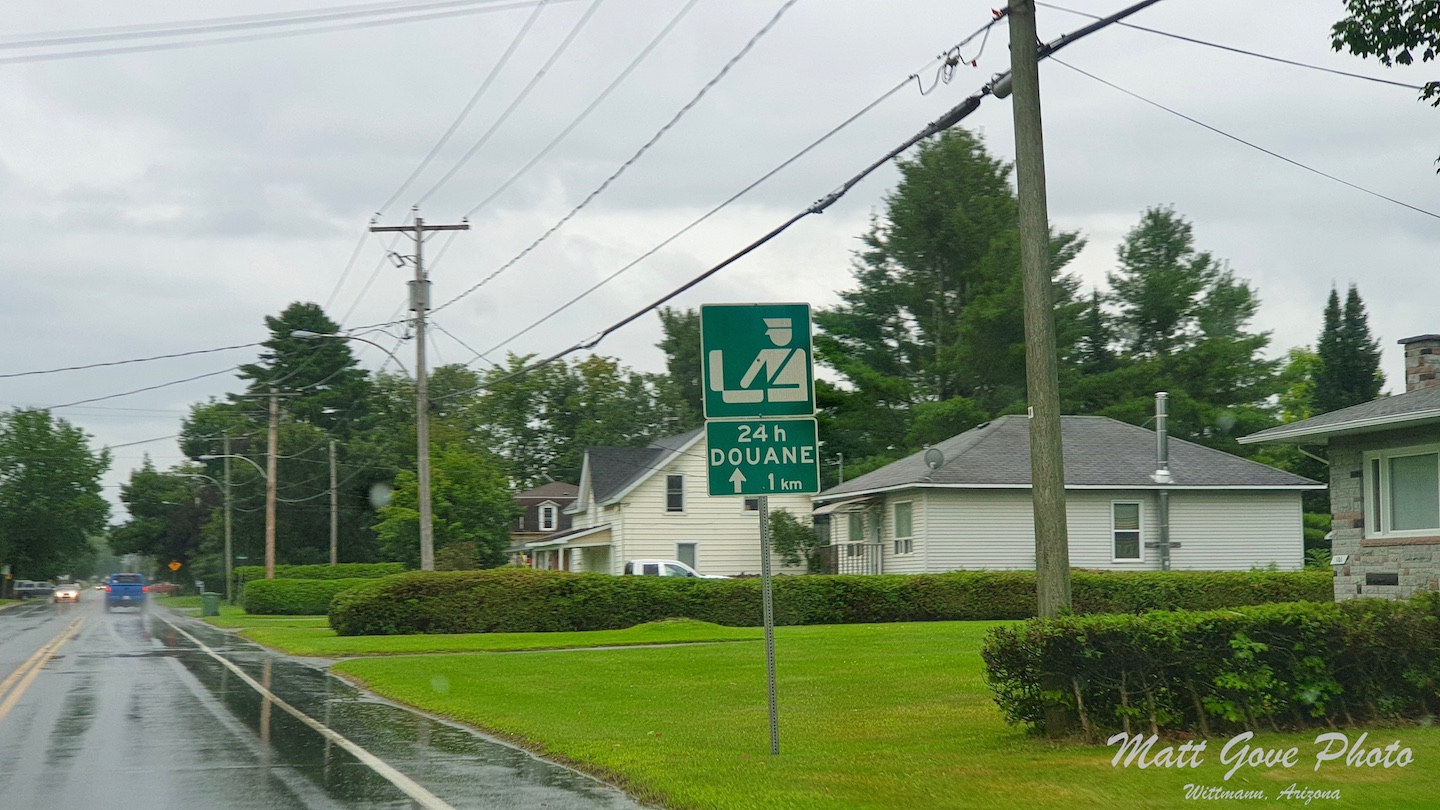 24 h
DOUANE
↑ 1 km
Matt Gove Photo
Wittmann, Arizona